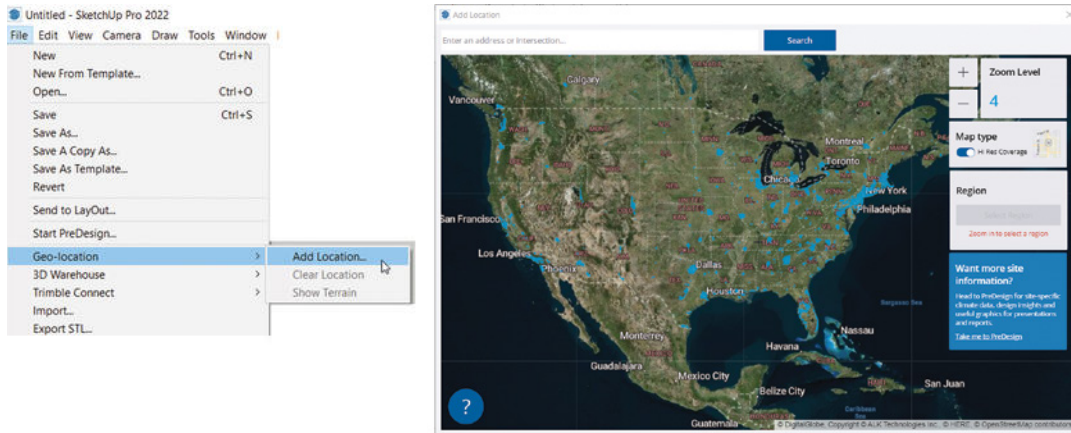 Untitled - SketchUp Pro 2022
File Edit View Camera Draw Tools Window
New Ctrl+N
New From Template...
Open... Ctrl+O
Save Ctrl+S
Save As...
Save A Copy As...
Save As Template...
Revert
Send to LayOut...
Start PreDesign...
Geo-location >
3D Warehouse >
Trimble Connect >
Import...
Export STL...
Add Location...
Clear Location
Show Terrain
Add Location
Enter an address or intersection...
Search
Calgary
Vancouver
Montreal
Toronto
Chicago
New York
Philadelphia
San Francisco
Los Angeles
Phoenix
Dallas
Houston
Monterrey
Nassau
Havana
Guadalajara
Mexico City
Belize City
San Juan
Guatemala
Sargasso Sea
Caribbean
Zoom Level
+
—
4
Map type
Hi Res Coverage
Region
Select Region
Zoom in to select a region
Want more site
information?
Head to PreDesign for site-specific
climate data, design insights and
useful graphics for presentations
and reports.
Take me to PreDesign
?
© DigitalGlobe, Copyright © ALK Technologies Inc., © HERE, © OpenStreetMap contributors